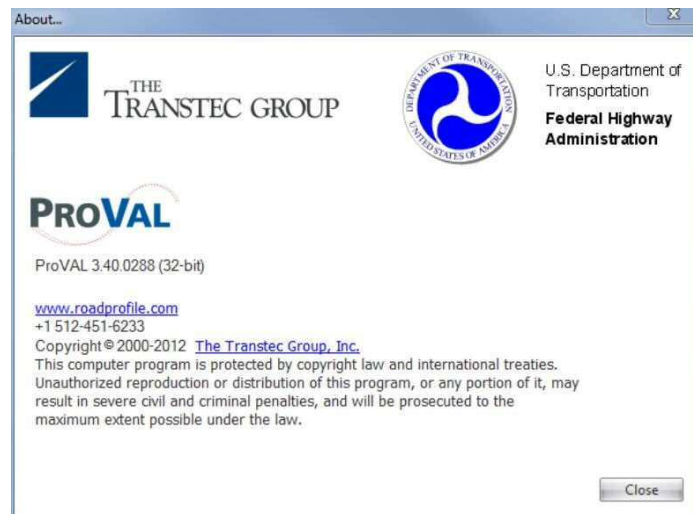 About...
THE
TRANSTEC GROUP
DEPARTMENT OF TRANSPORTATION
UNITED STATES OF AMERICA
U.S. Department of
Transportation
Federal Highway
Administration
PROVAL
ProVAL 3.40.0288 (32-bit)
www.roadprofile.com
+1 512-451-6233
Copyright © 2000-2012 The Transtec Group, Inc.
This computer program is protected by copyright law and international treaties.
Unauthorized reproduction or distribution of this program, or any portion of it, may
result in severe civil and criminal penalties, and will be prosecuted to the
maximum extent possible under the law.
Close